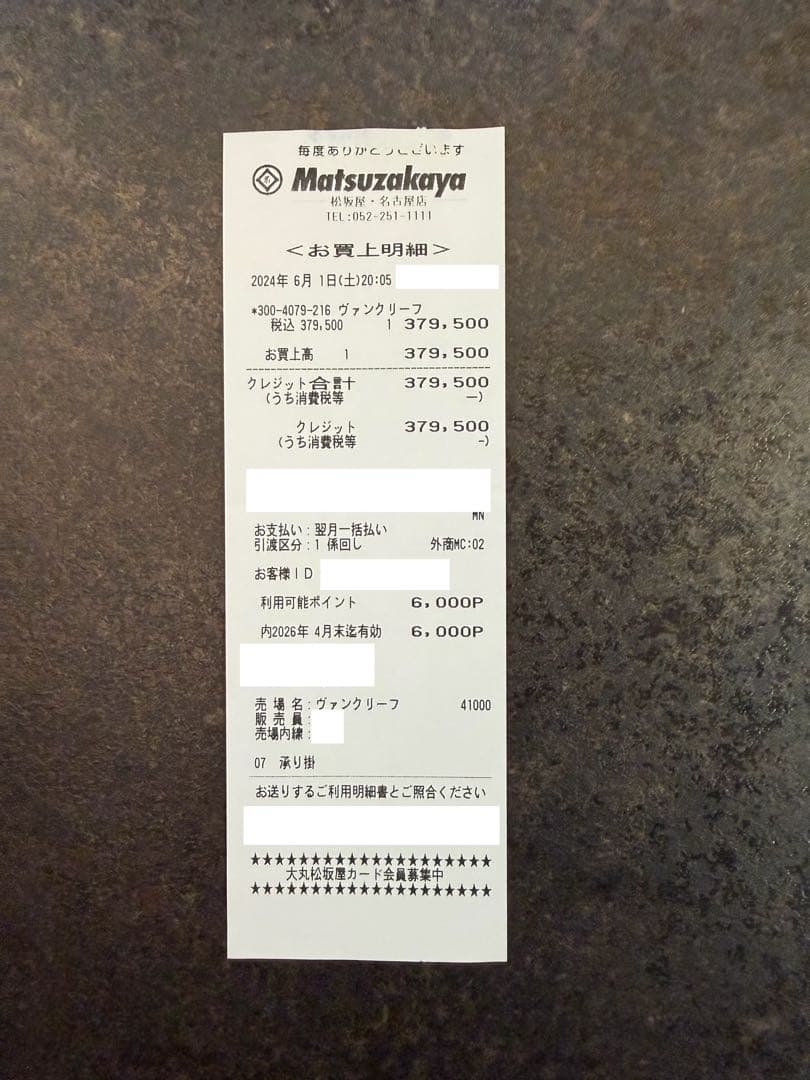 毎度ありがとうございます
Matsuzakaya
松坂屋・名古屋店
TEL:052-251-1111
＜お買上明細＞
2024年 6月 1日(土)20:05
*300-4079-216 ヴァンクリーフ
税込 379,500 1 379,500
お買上高 1 379,500
クレジット合計 379,500
(うち消費税等 ―)
クレジット 379,500
(うち消費税等 -)
MN
お支払い：翌月一括払い
引渡区分：1 係回し 外商MC:02
お客様ID
利用可能ポイント 6,000P
内2026年 4月末迄有効 6,000P
売 場 名：ヴァンクリーフ 41000
販 売 員：
売場内線：
07 承り掛
お送りするご利用明細書とご照合ください
★★★★★★★★★★★★★★★★★★★★
大丸松坂屋カード会員募集中
★★★★★★★★★★★★★★★★★★★★